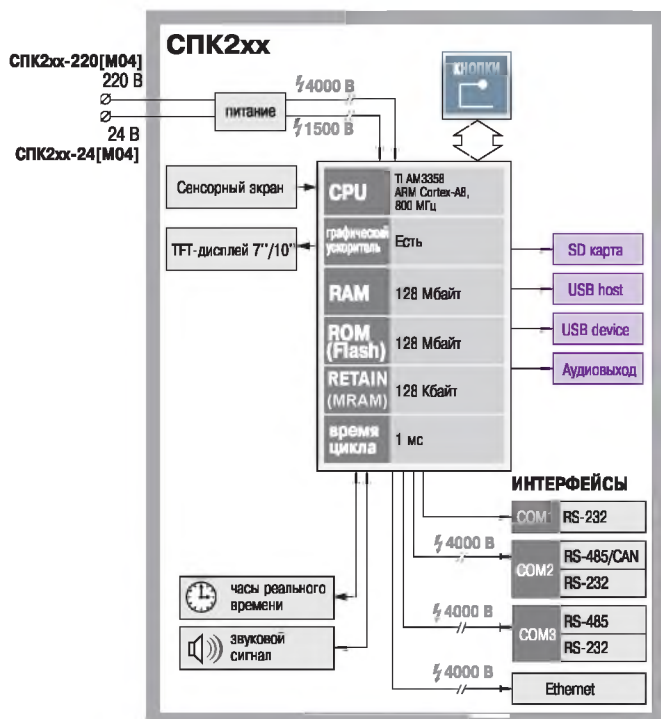 СПК2xx
СПК2xx-220[М04]
220 В
24 В
СПК2xx-24[М04]
питание
4000 В
1500 В
КНОПКИ
Сенсорный экран
TFT-дисплей 7"/10"
CPU
TI AM3358
ARM Cortex-A8,
800 МГц
графический
ускоритель
Есть
RAM
128 Мбайт
ROM
(Flash)
128 Мбайт
RETAIN
(MRAM)
128 Кбайт
время
цикла
1 мс
SD карта
USB host
USB device
Аудиовыход
ИНТЕРФЕЙСЫ
COM1
RS-232
4000 В
COM2
RS-485/CAN
RS-232
4000 В
COM3
RS-485
RS-232
4000 В
Ethernet
часы реального
времени
звуковой
сигнал